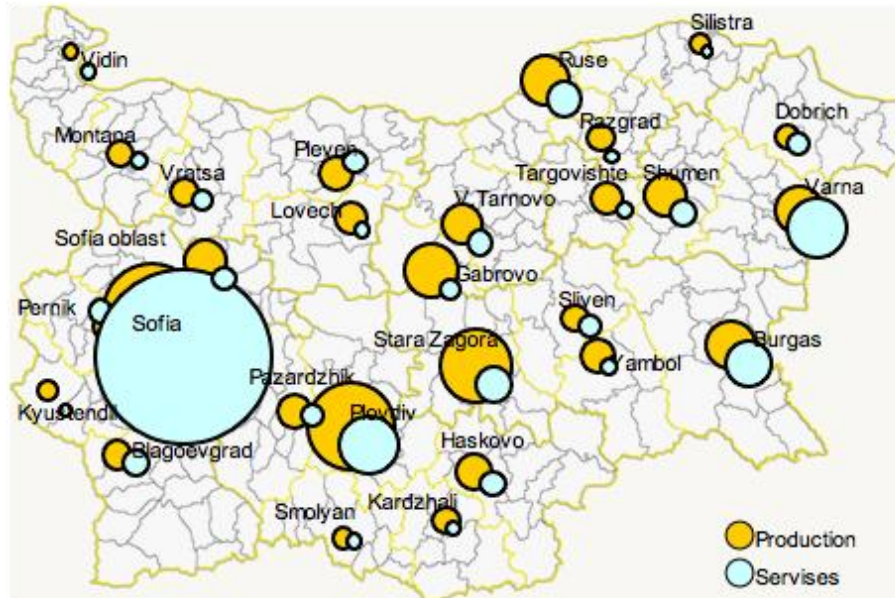 Silistra
Vidin
Ruse
Dobrich
Razgrad
Montana
Pleven
Vratsa
Targovishte
Shumen
Varna
Lovech
V. Tarnovo
Sofia oblast
Gabrovo
Sliven
Pernik
Sofia
Stara Zagora
Burgas
Yambol
Pazardzhik
Kyustendil
Plovdiv
Blagoevgrad
Haskovo
Kardzhali
Smolyan
Production
Servises